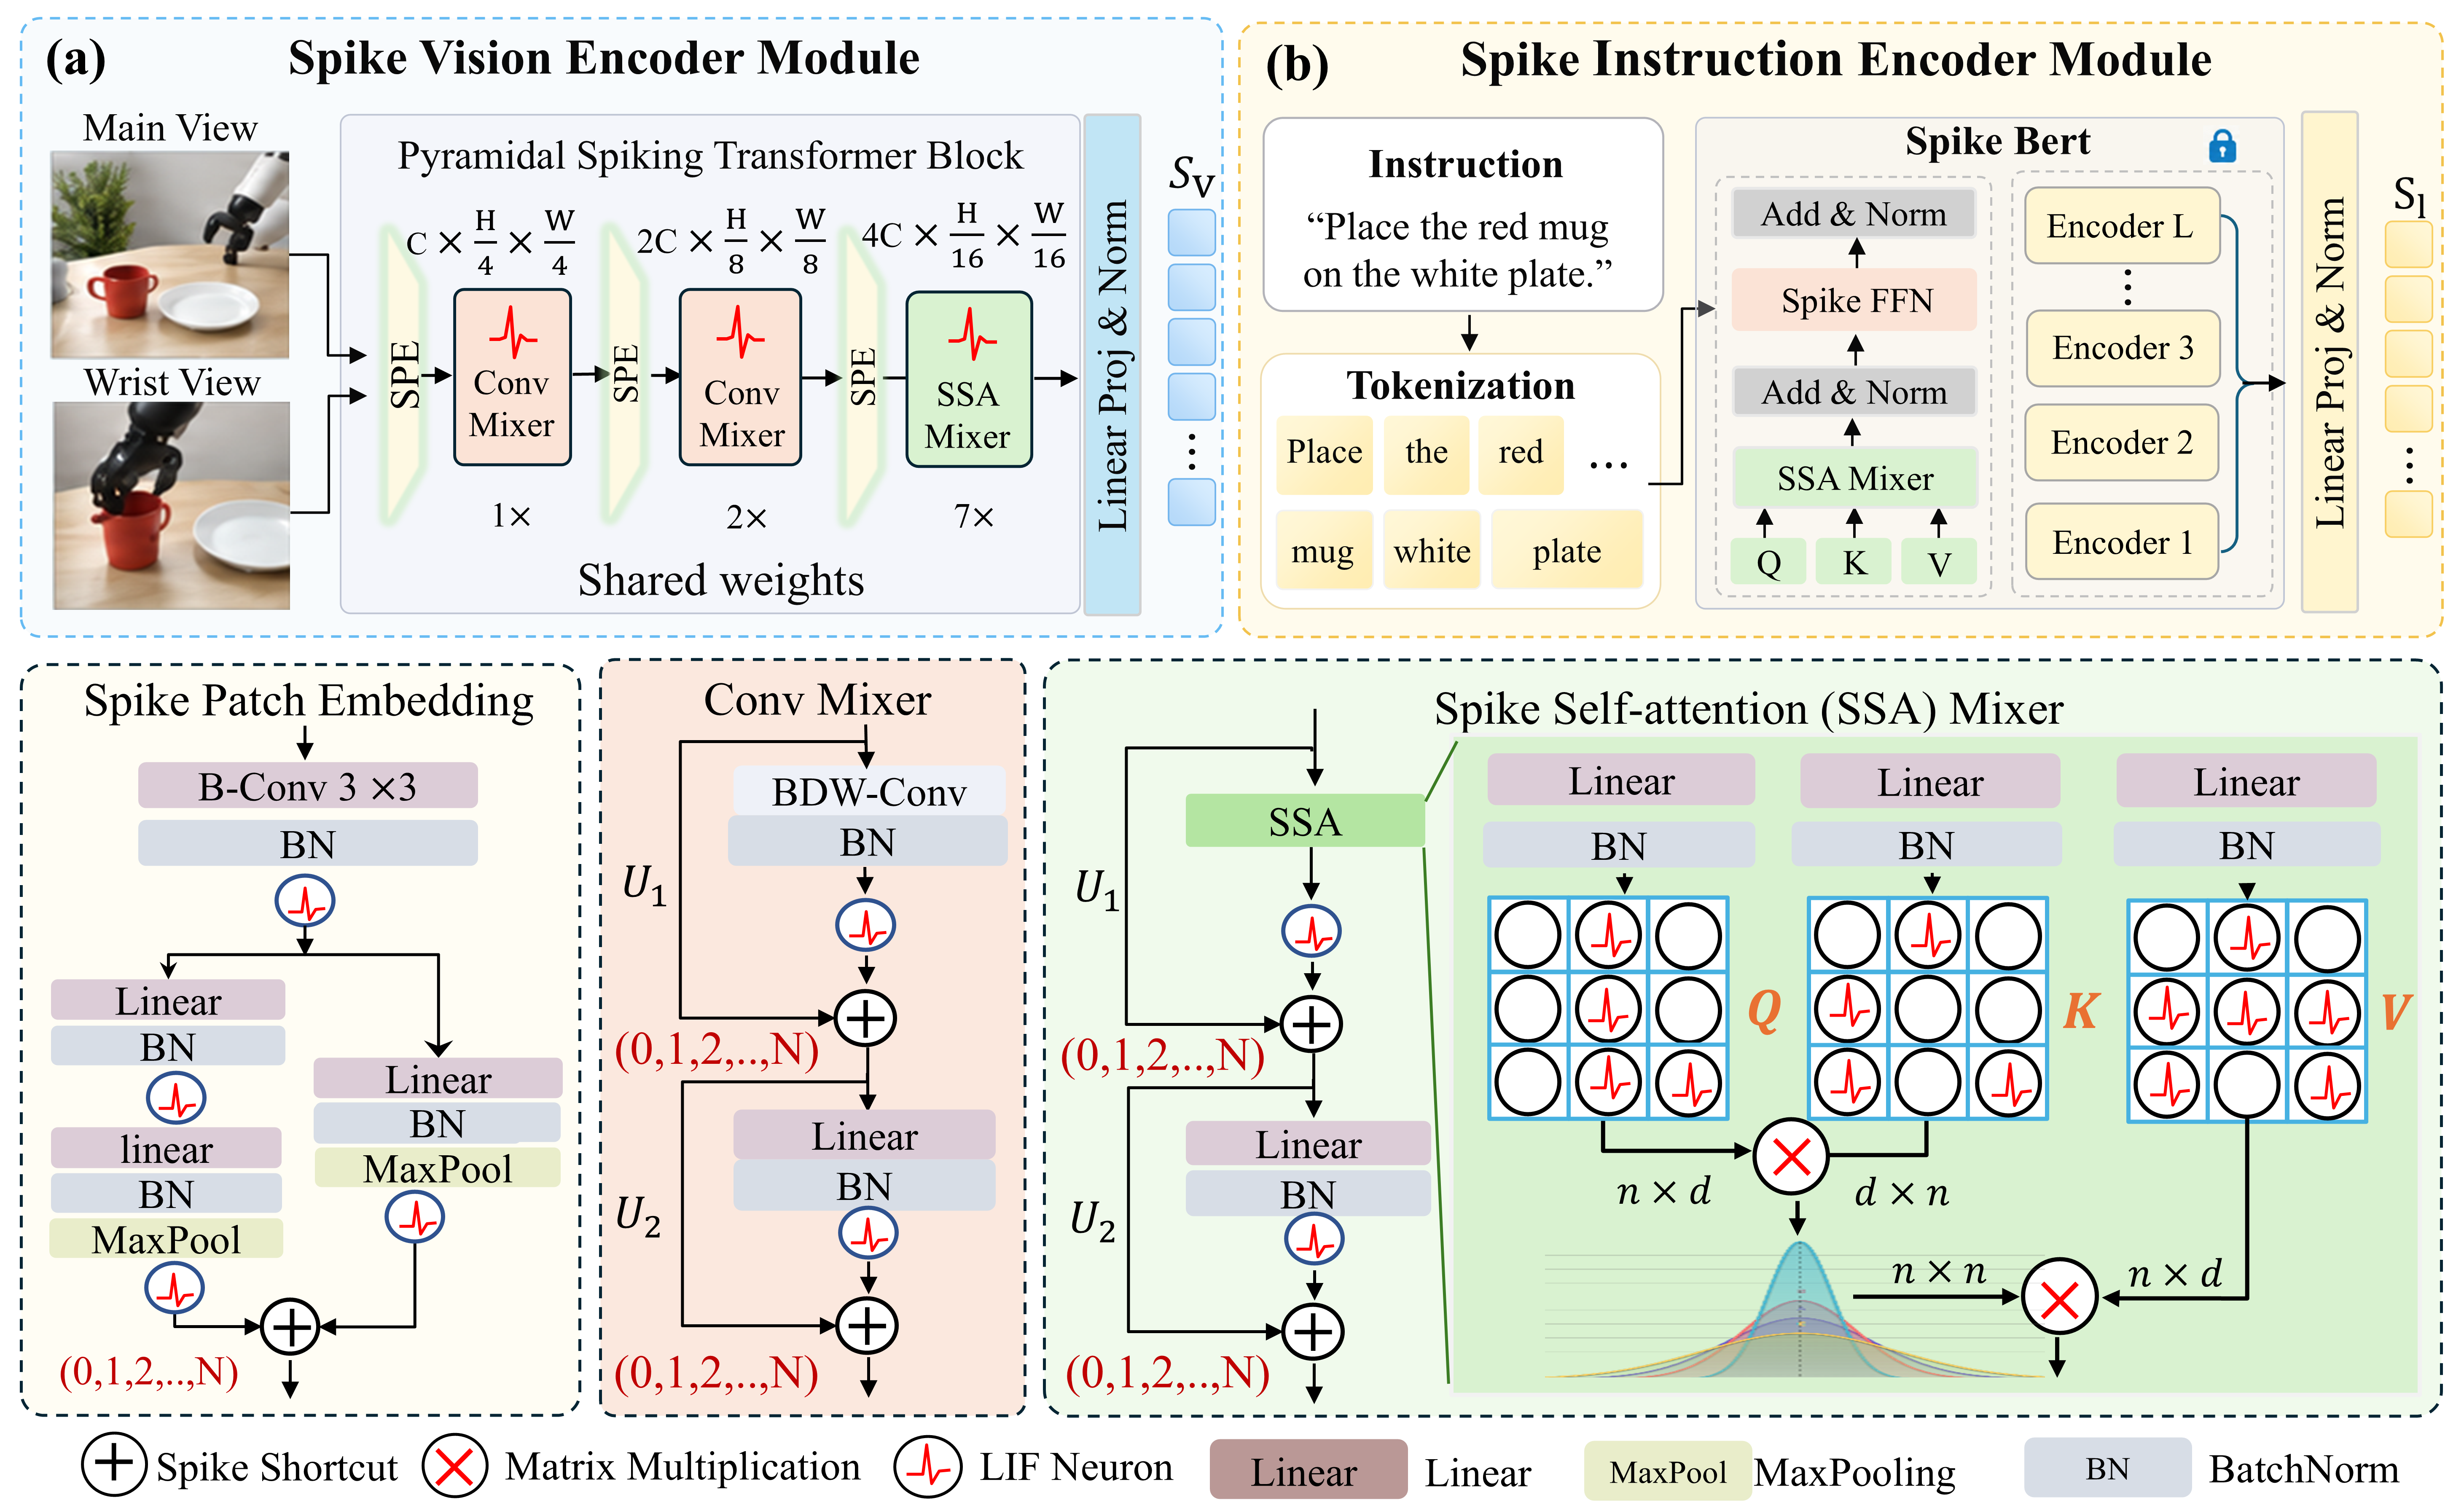 (a)
Spike Vision Encoder Module
Main View
Wrist View
Pyramidal Spiking Transformer Block
C × H/4 × W/4
2C × H/8 × W/8
4C × H/16 × W/16
SPE
Conv
Mixer
1×
SPE
Conv
Mixer
2×
SPE
SSA
Mixer
7×
Shared weights
Linear Proj & Norm
S_V
⋮
(b)
Spike Instruction Encoder Module
Instruction
“Place the red mug
on the white plate.”
Tokenization
Place the red ...
mug white plate
Spike Bert
Add & Norm
Spike FFN
Add & Norm
SSA Mixer
Q K V
Encoder L
⋮
Encoder 3
Encoder 2
Encoder 1
Linear Proj & Norm
S_l
⋮
Spike Patch Embedding
B-Conv 3 ×3
BN
Linear
BN
linear
BN
MaxPool
Linear
BN
MaxPool
(0,1,2,..,N)
Conv Mixer
BDW-Conv
BN
U_1
(0,1,2,..,N)
Linear
BN
U_2
(0,1,2,..,N)
Spike Self-attention (SSA) Mixer
SSA
U_1
(0,1,2,..,N)
Linear
BN
U_2
(0,1,2,..,N)
Linear Linear Linear
BN BN BN
Q K V
n × d
d × n
n × n
n × d
Spike Shortcut
Matrix Multiplication
LIF Neuron
Linear Linear
MaxPool MaxPooling
BN BatchNorm